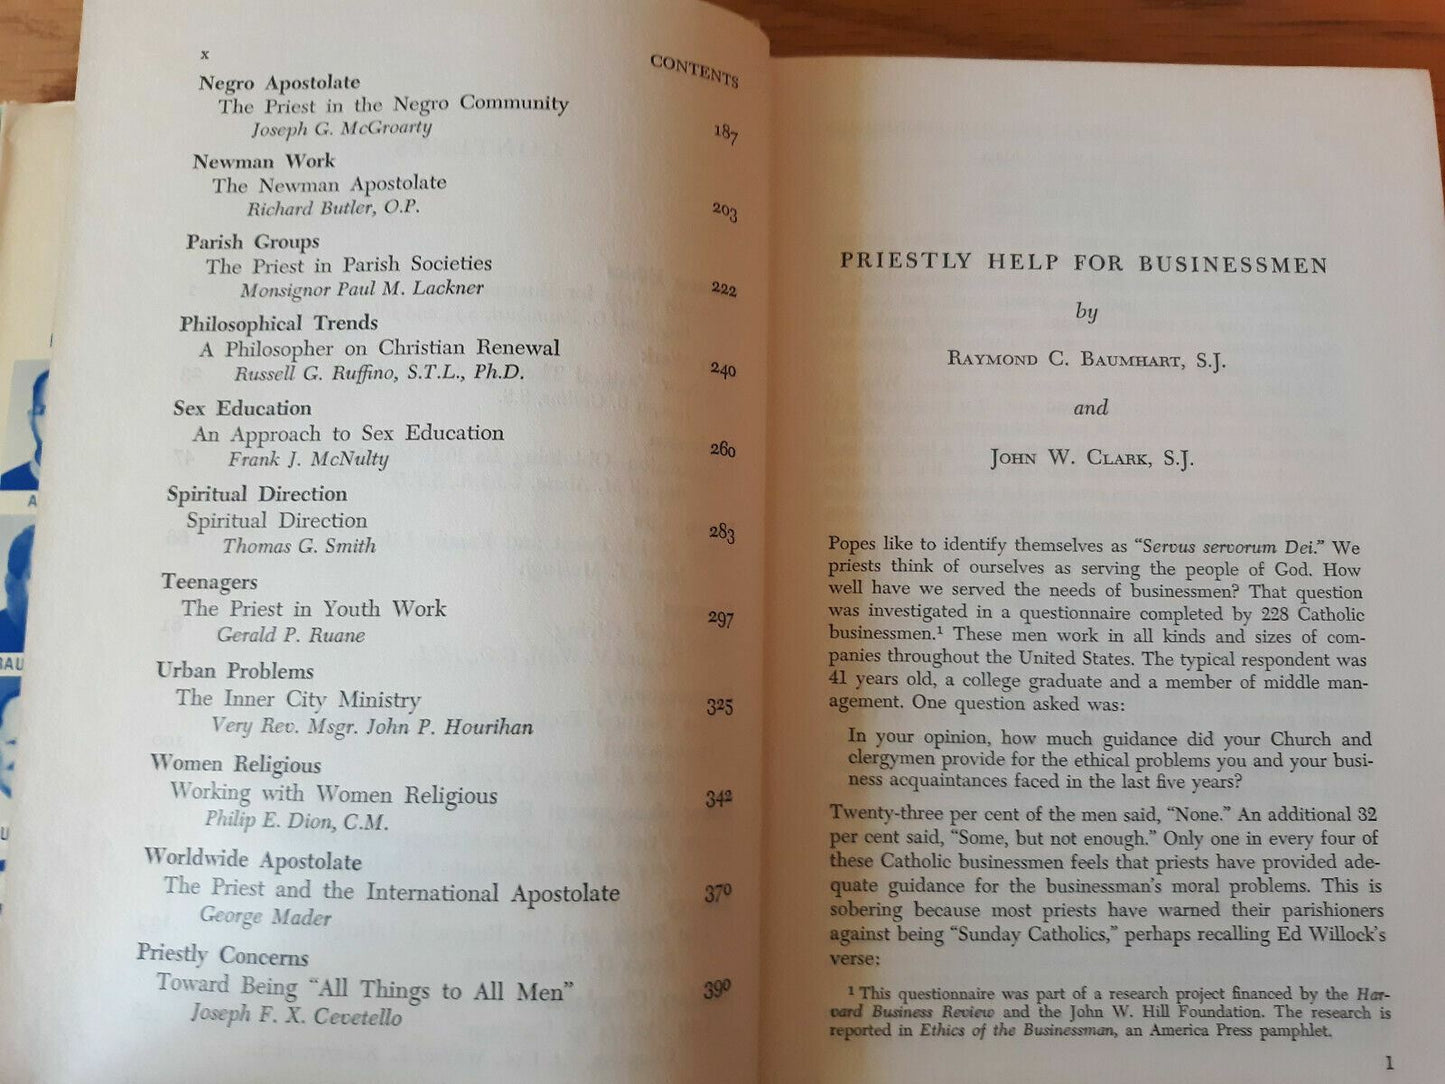 x
CONTENTS
Negro Apostolate
The Priest in the Negro Community
Joseph G. McGroarty 187
Newman Work
The Newman Apostolate
Richard Butler, O.P. 203
Parish Groups
The Priest in Parish Societies
Monsignor Paul M. Lackner 222
Philosophical Trends
A Philosopher on Christian Renewal
Russell G. Ruffino, S.T.L., Ph.D. 240
Sex Education
An Approach to Sex Education
Frank J. McNulty 260
Spiritual Direction
Spiritual Direction
Thomas G. Smith 283
Teenagers
The Priest in Youth Work
Gerald P. Ruane 297
Urban Problems
The Inner City Ministry
Very Rev. Msgr. John P. Hourihan 325
Women Religious
Working with Women Religious
Philip E. Dion, C.M. 342
Worldwide Apostolate
The Priest and the International Apostolate
George Mader 370
Priestly Concerns
Toward Being “All Things to All Men”
Joseph F. X. Cevetello 390
PRIESTLY HELP FOR BUSINESSMEN
by
Raymond C. Baumhart, S.J.
and
John W. Clark, S.J.
Popes like to identify themselves as “Servus servorum Dei.” We
priests think of ourselves as serving the people of God. How
well have we served the needs of businessmen? That question
was investigated in a questionnaire completed by 228 Catholic
businessmen.¹ These men work in all kinds and sizes of com-
panies throughout the United States. The typical respondent was
41 years old, a college graduate and a member of middle man-
agement. One question asked was:
In your opinion, how much guidance did your Church and
clergymen provide for the ethical problems you and your busi-
ness acquaintances faced in the last five years?
Twenty-three per cent of the men said, “None.” An additional 32
per cent said, “Some, but not enough.” Only one in every four of
these Catholic businessmen feels that priests have provided ade-
quate guidance for the businessman's moral problems. This is
sobering because most priests have warned their parishioners
against being “Sunday Catholics,” perhaps recalling Ed Willock's
verse:
¹ This questionnaire was part of a research project financed by the Har-
vard Business Review and the John W. Hill Foundation. The research is
reported in Ethics of the Businessman, an America Press pamphlet.
1